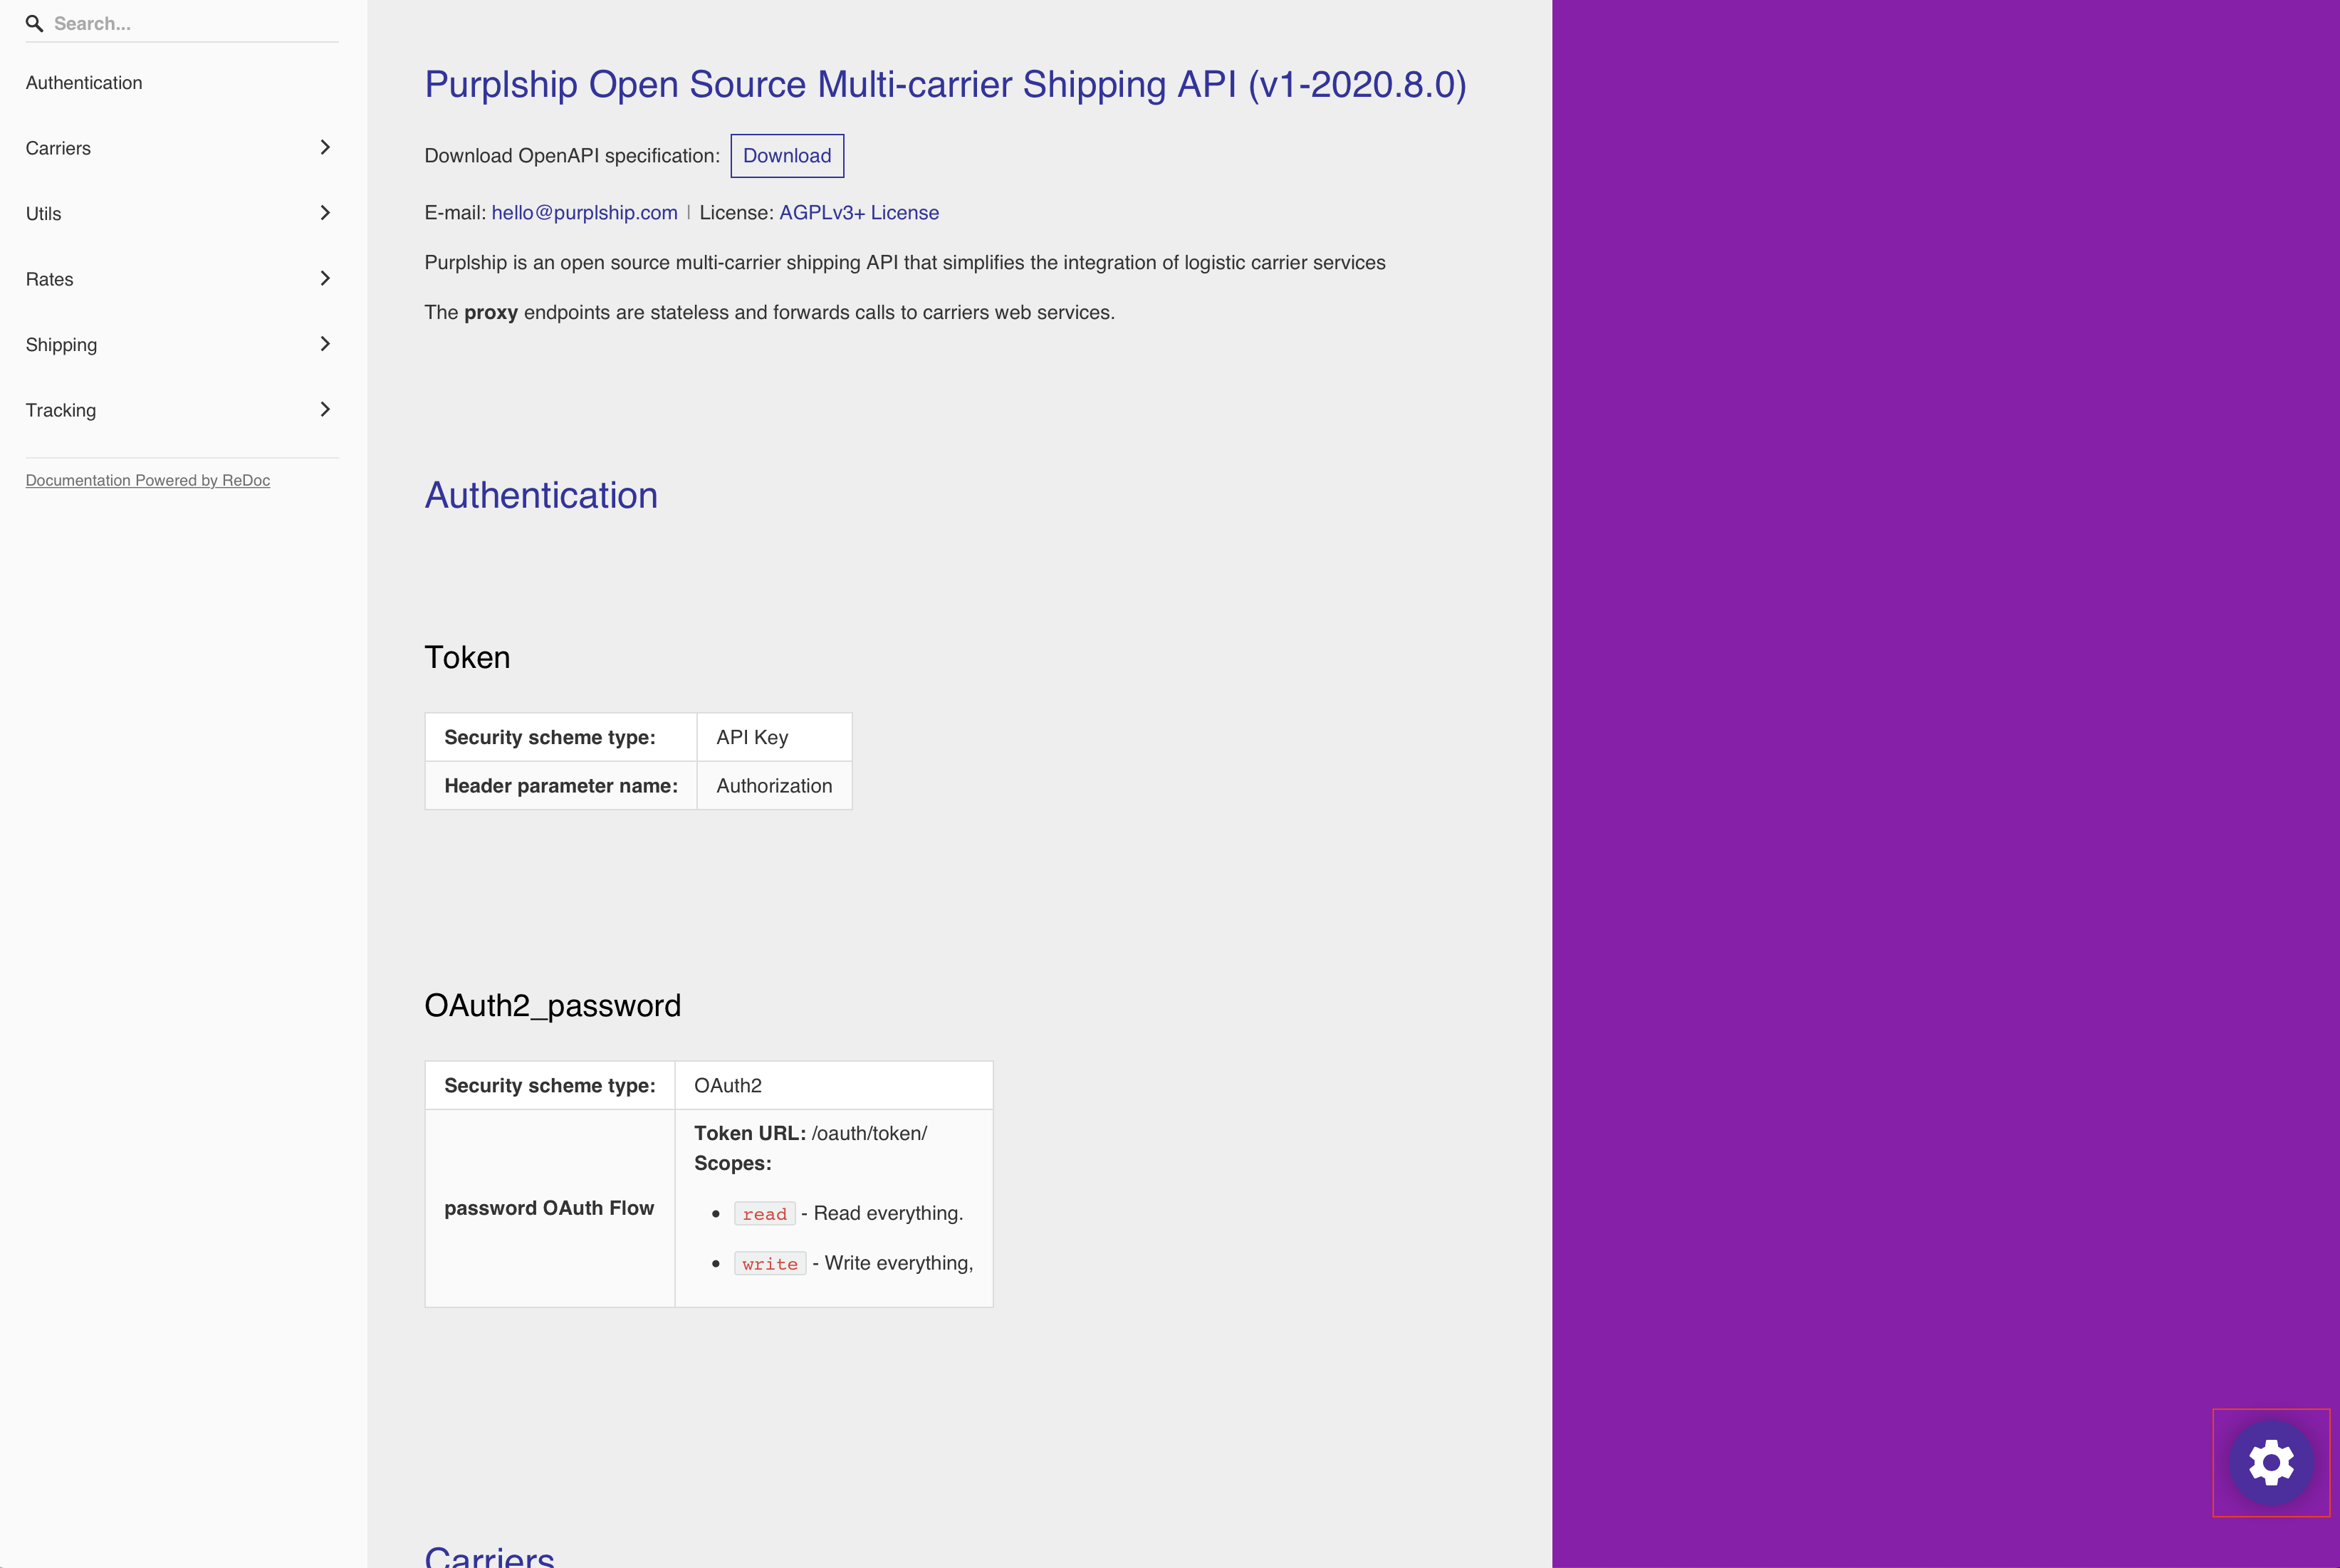 Search...
Authentication
Carriers
Utils
Rates
Shipping
Tracking
Documentation Powered by ReDoc
Purplship Open Source Multi-carrier Shipping API (v1-2020.8.0)
Download OpenAPI specification: Download
E-mail: hello@purplship.com | License: AGPLv3+ License
Purplship is an open source multi-carrier shipping API that simplifies the integration of logistic carrier services
The proxy endpoints are stateless and forwards calls to carriers web services.
Authentication
Token
Security scheme type: API Key
Header parameter name: Authorization
OAuth2_password
Security scheme type: OAuth2
password OAuth Flow
Token URL: /oauth/token/
Scopes:
• read - Read everything.
• write - Write everything,
Carriers